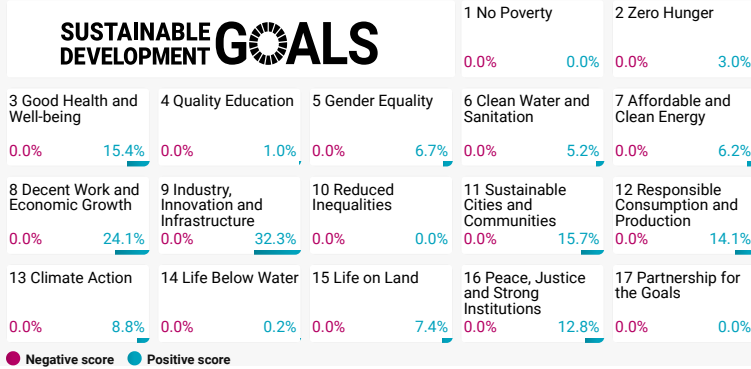 SUSTAINABLE
DEVELOPMENT
GOALS
1 No Poverty
0.0% 0.0%
2 Zero Hunger
0.0% 3.0%
3 Good Health and
Well-being
0.0% 15.4%
4 Quality Education
0.0% 1.0%
5 Gender Equality
0.0% 6.7%
6 Clean Water and
Sanitation
0.0% 5.2%
7 Affordable and
Clean Energy
0.0% 6.2%
8 Decent Work and
Economic Growth
0.0% 24.1%
9 Industry,
Innovation and
Infrastructure
0.0% 32.3%
10 Reduced
Inequalities
0.0% 0.0%
11 Sustainable
Cities and
Communities
0.0% 15.7%
12 Responsible
Consumption and
Production
0.0% 14.1%
13 Climate Action
0.0% 8.8%
14 Life Below Water
0.0% 0.2%
15 Life on Land
0.0% 7.4%
16 Peace, Justice
and Strong
Institutions
0.0% 12.8%
17 Partnership for
the Goals
0.0% 0.0%
Negative score Positive score